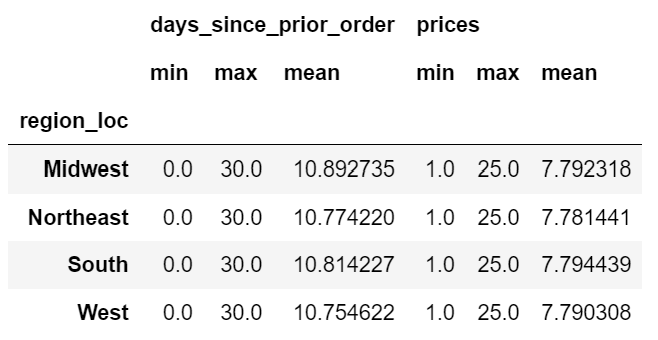 days_since_prior_order prices
min max mean min max mean
region_loc
Midwest 0.0 30.0 10.892735 1.0 25.0 7.792318
Northeast 0.0 30.0 10.774220 1.0 25.0 7.781441
South 0.0 30.0 10.814227 1.0 25.0 7.794439
West 0.0 30.0 10.754622 1.0 25.0 7.790308